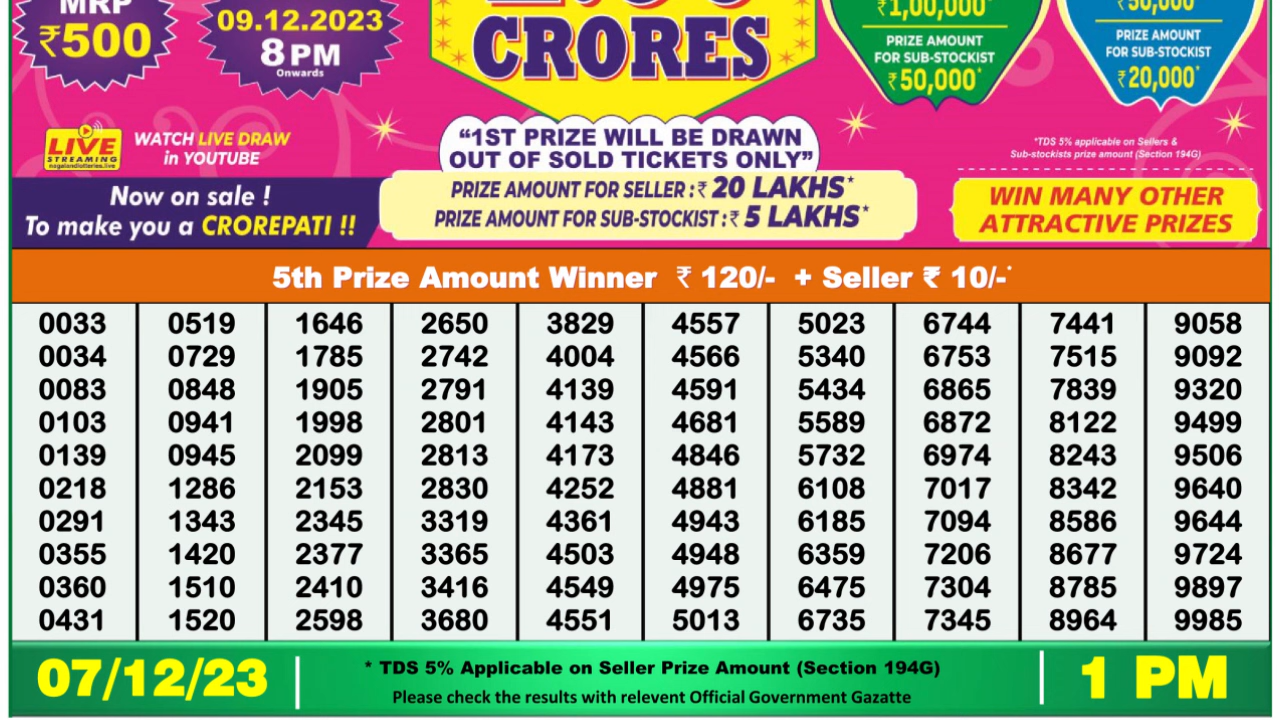 MRP
₹500
09.12.2023
8 PM
Onwards
CRORES
₹1,00,000*
PRIZE AMOUNT
FOR SUB-STOCKIST
₹50,000*
₹50,000*
PRIZE AMOUNT
FOR SUB-STOCKIST
₹20,000*
LIVE
STREAMING
nagalandlotteries.live
WATCH LIVE DRAW
in YOUTUBE
"1ST PRIZE WILL BE DRAWN
OUT OF SOLD TICKETS ONLY"
*TDS 5% applicable on Sellers &
Sub-stockists prize amount (Section 194G)
Now on sale !
To make you a CROREPATI !!
PRIZE AMOUNT FOR SELLER :₹ 20 LAKHS*
PRIZE AMOUNT FOR SUB-STOCKIST :₹ 5 LAKHS*
WIN MANY OTHER
ATTRACTIVE PRIZES
5th Prize Amount Winner ₹ 120/- + Seller ₹ 10/-*
0033 0519 1646 2650 3829 4557 5023 6744 7441 9058
0034 0729 1785 2742 4004 4566 5340 6753 7515 9092
0083 0848 1905 2791 4139 4591 5434 6865 7839 9320
0103 0941 1998 2801 4143 4681 5589 6872 8122 9499
0139 0945 2099 2813 4173 4846 5732 6974 8243 9506
0218 1286 2153 2830 4252 4881 6108 7017 8342 9640
0291 1343 2345 3319 4361 4943 6185 7094 8586 9644
0355 1420 2377 3365 4503 4948 6359 7206 8677 9724
0360 1510 2410 3416 4549 4975 6475 7304 8785 9897
0431 1520 2598 3680 4551 5013 6735 7345 8964 9985
07/12/23
* TDS 5% Applicable on Seller Prize Amount (Section 194G)
Please check the results with relevent Official Government Gazatte
1 PM